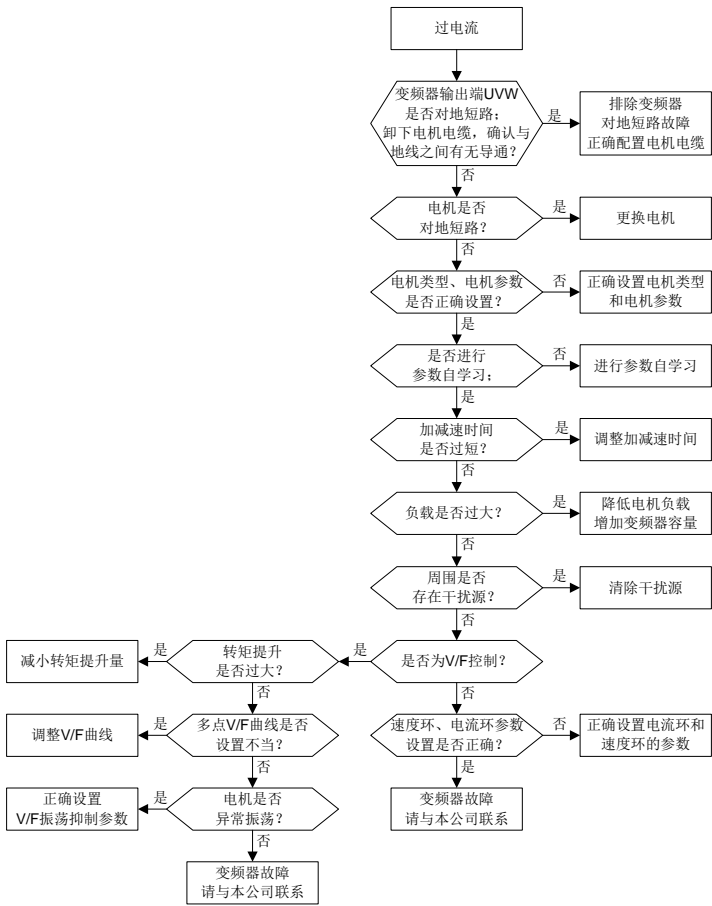 过电流
变频器输出端UVW
是否对地短路；
卸下电机电缆，确认与
地线之间有无导通？
是
排除变频器
对地短路故障
正确配置电机电缆
否
电机是否
对地短路？
是
更换电机
否
电机类型、电机参数
是否正确设置？
否
正确设置电机类型
和电机参数
是
是否进行
参数自学习；
否
进行参数自学习
是
加减速时间
是否过短？
是
调整加减速时间
否
负载是否过大？
是
降低电机负载
增加变频器容量
否
周围是否
存在干扰源？
是
清除干扰源
否
是否为V/F控制？
是
转矩提升
是否过大？
是
减小转矩提升量
否
多点V/F曲线是否
设置不当？
是
调整V/F曲线
否
电机是否
异常振荡？
是
正确设置
V/F振荡抑制参数
否
变频器故障
请与本公司联系
否
速度环、电流环参数
设置是否正确？
否
正确设置电流环和
速度环的参数
是
变频器故障
请与本公司联系